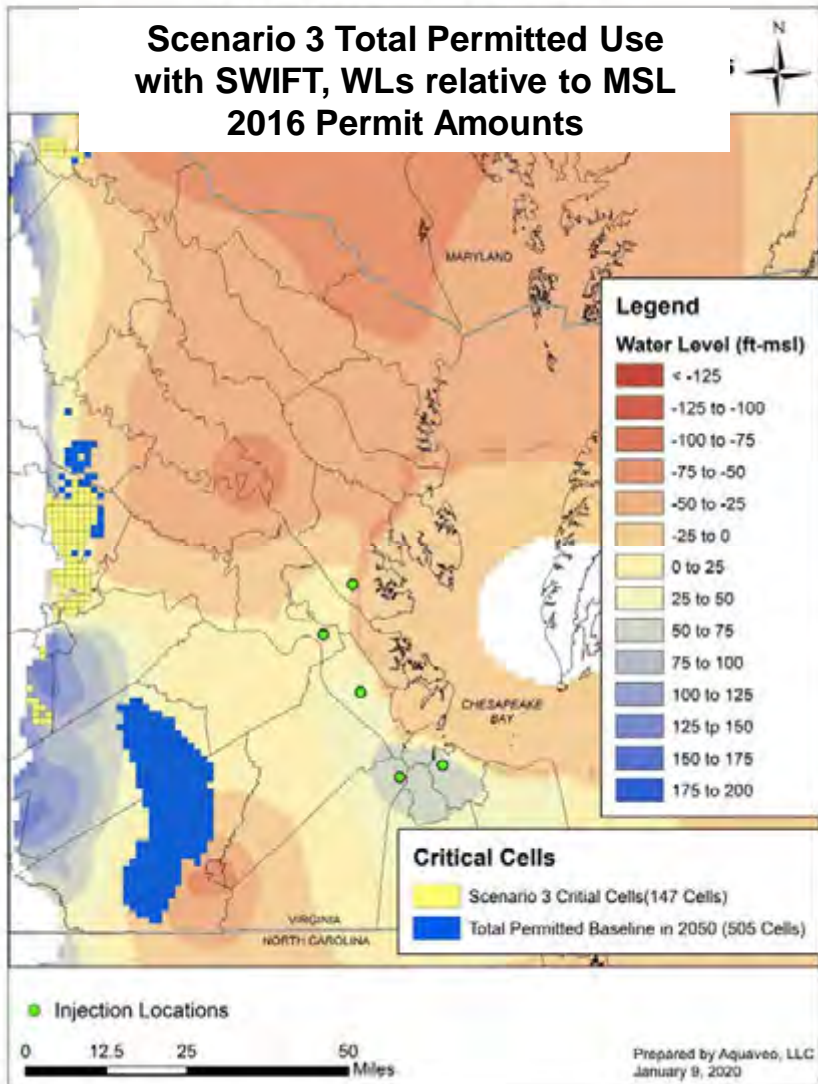 Scenario 3 Total Permitted Use
with SWIFT, WLs relative to MSL
2016 Permit Amounts
s
N
MARYLAND
CHESAPEAKE
BAY
VIRGINIA
NORTH CAROLINA
Legend
Water Level (ft-msl)
< -125
-125 to -100
-100 to -75
-75 to -50
-50 to -25
-25 to 0
0 to 25
25 to 50
50 to 75
75 to 100
100 to 125
125 tp 150
150 to 175
175 to 200
Critical Cells
Scenario 3 Critial Cells(147 Cells)
Total Permitted Baseline in 2050 (505 Cells)
Injection Locations
0 12.5 25 50
Miles
Prepared by Aquaveo, LLC
January 9, 2020